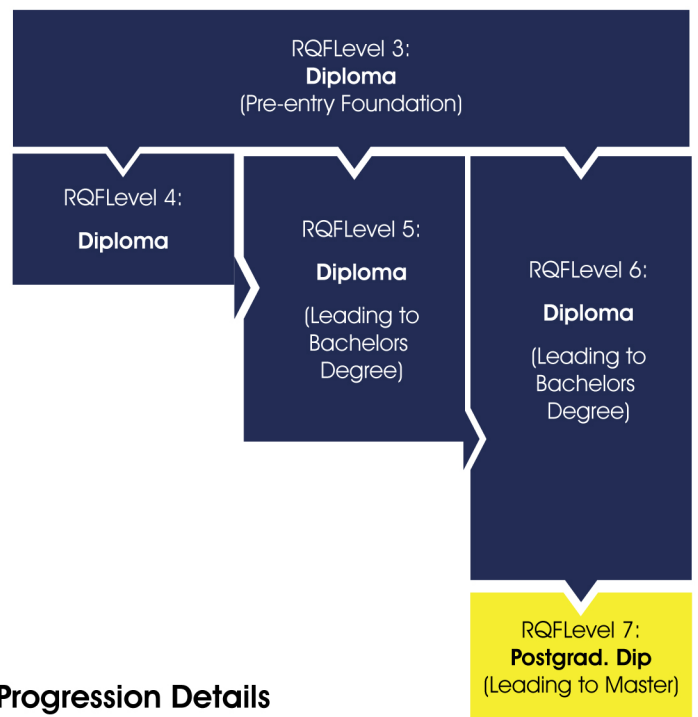 RQFLevel 3:
Diploma
(Pre-entry Foundation)
RQFLevel 4:
Diploma
RQFLevel 5:
Diploma
(Leading to
Bachelors
Degree)
RQFLevel 6:
Diploma
(Leading to
Bachelors
Degree)
RQFLevel 7:
Postgrad. Dip
(Leading to Master)
Progression Details